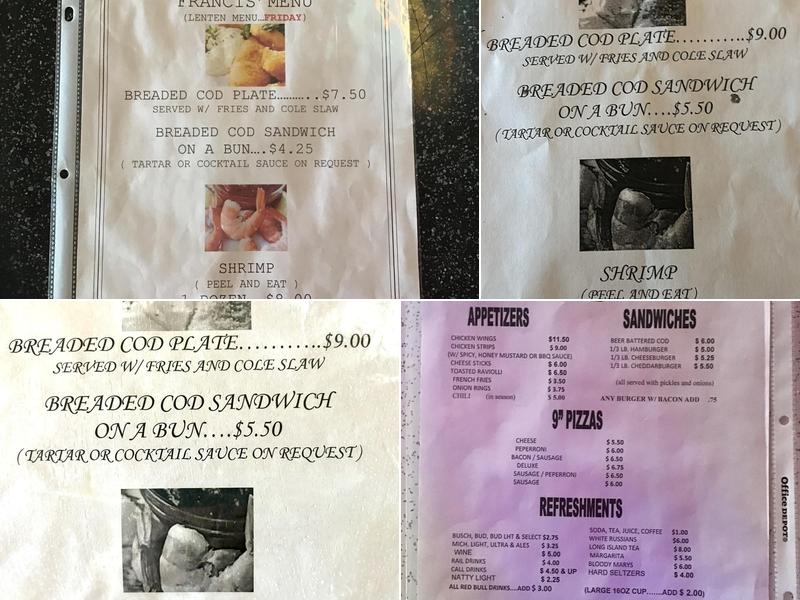 FRANCIS' MENU
(LENTEN MENU...FRIDAY)
BREADED COD PLATE...........$7.50
SERVED W/ FRIES AND COLE SLAW
BREADED COD SANDWICH
ON A BUN....$4.25
( TARTAR OR COCKTAIL SAUCE ON REQUEST )
SHRIMP
( PEEL AND EAT )
1 DOZEN...$8.00
BREADED COD PLATE...........$9.00
SERVED W/ FRIES AND COLE SLAW
BREADED COD SANDWICH
ON A BUN....$5.50
( TARTAR OR COCKTAIL SAUCE ON REQUEST )
SHRIMP
(PEEL AND EAT)
BREADED COD PLATE...........$9.00
SERVED W/ FRIES AND COLE SLAW
BREADED COD SANDWICH
ON A BUN....$5.50
( TARTAR OR COCKTAIL SAUCE ON REQUEST )
APPETIZERS
CHICKEN WINGS $11.50
CHICKEN STRIPS $ 9.00
(W/ SPICY, HONEY MUSTARD OR BBQ SAUCE)
CHEESE STICKS $ 6.00
TOASTED RAVIOLI $ 6.50
FRENCH FRIES $ 3.50
ONION RINGS $ 3.75
CHILI (in season) $ 5.00
SANDWICHES
BEER BATTERED COD $ 6.00
1/3 LB. HAMBURGER $ 5.00
1/3 LB. CHEESEBURGER $ 5.25
1/3 LB. CHEDDARBURGER $ 5.50
(all served with pickles and onions)
ANY BURGER W/ BACON ADD .75
9" PIZZAS
CHEESE $ 5.50
PEPERRONI $ 6.00
BACON / SAUSAGE $ 6.50
DELUXE $ 6.75
SAUSAGE / PEPERRONI $ 6.50
SAUSAGE $ 6.00
REFRESHMENTS
BUSCH, BUD, BUD LHT & SELECT $2.75
MICH. LIGHT, ULTRA & ALES $ 3.25
WINE $ 5.00
RAIL DRINKS $ 4.00
CALL DRINKS $ 4.50 & UP
NATTY LIGHT $ 2.25
ALL RED BULL DRINKS....ADD $ 3.00
SODA, TEA, JUICE, COFFEE $1.00
WHITE RUSSIANS $6.00
LONG ISLAND TEA $ 8.00
MARGARITA $ 5.50
BLOODY MARYS $ 6.00
HARD SELTZERS $ 4.00
(LARGE 16OZ CUP.......ADD $ 2.00)
Office DEPOT®